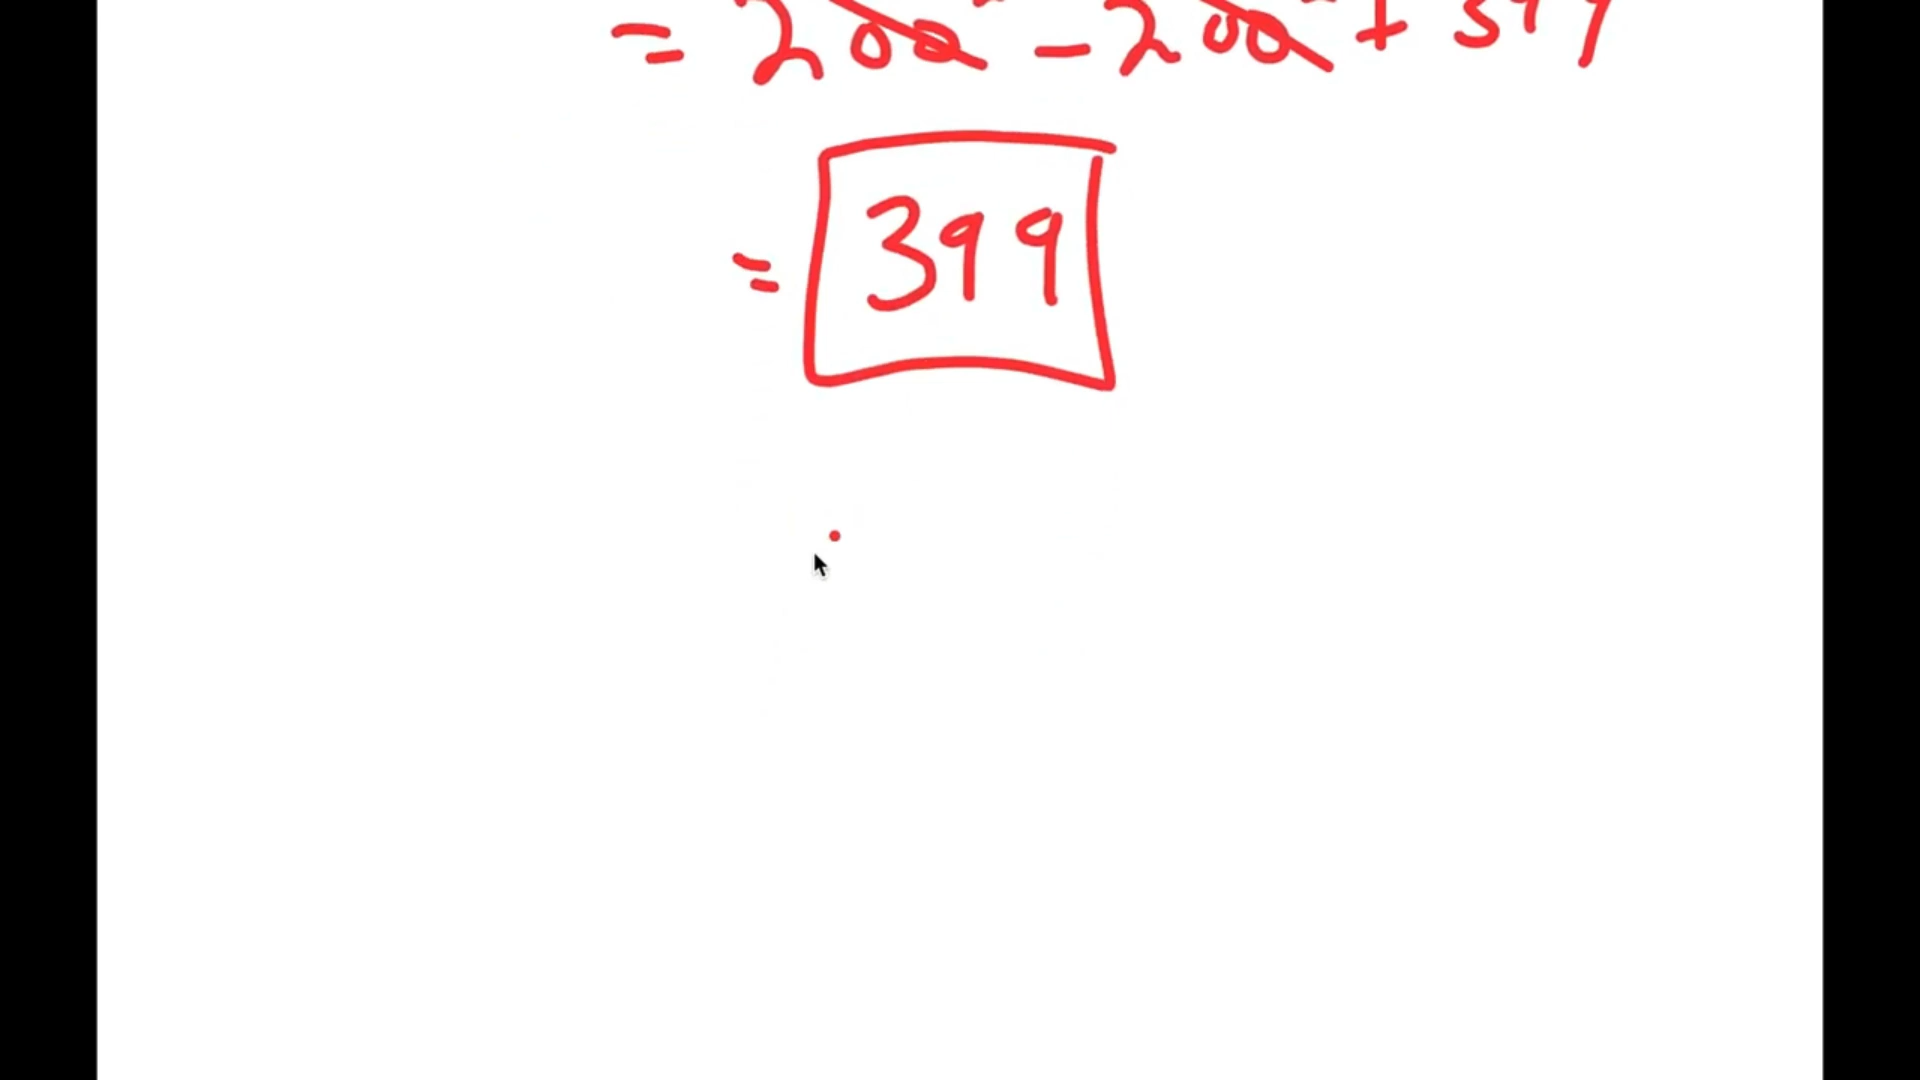 = 200² - 200² + 399
= 399